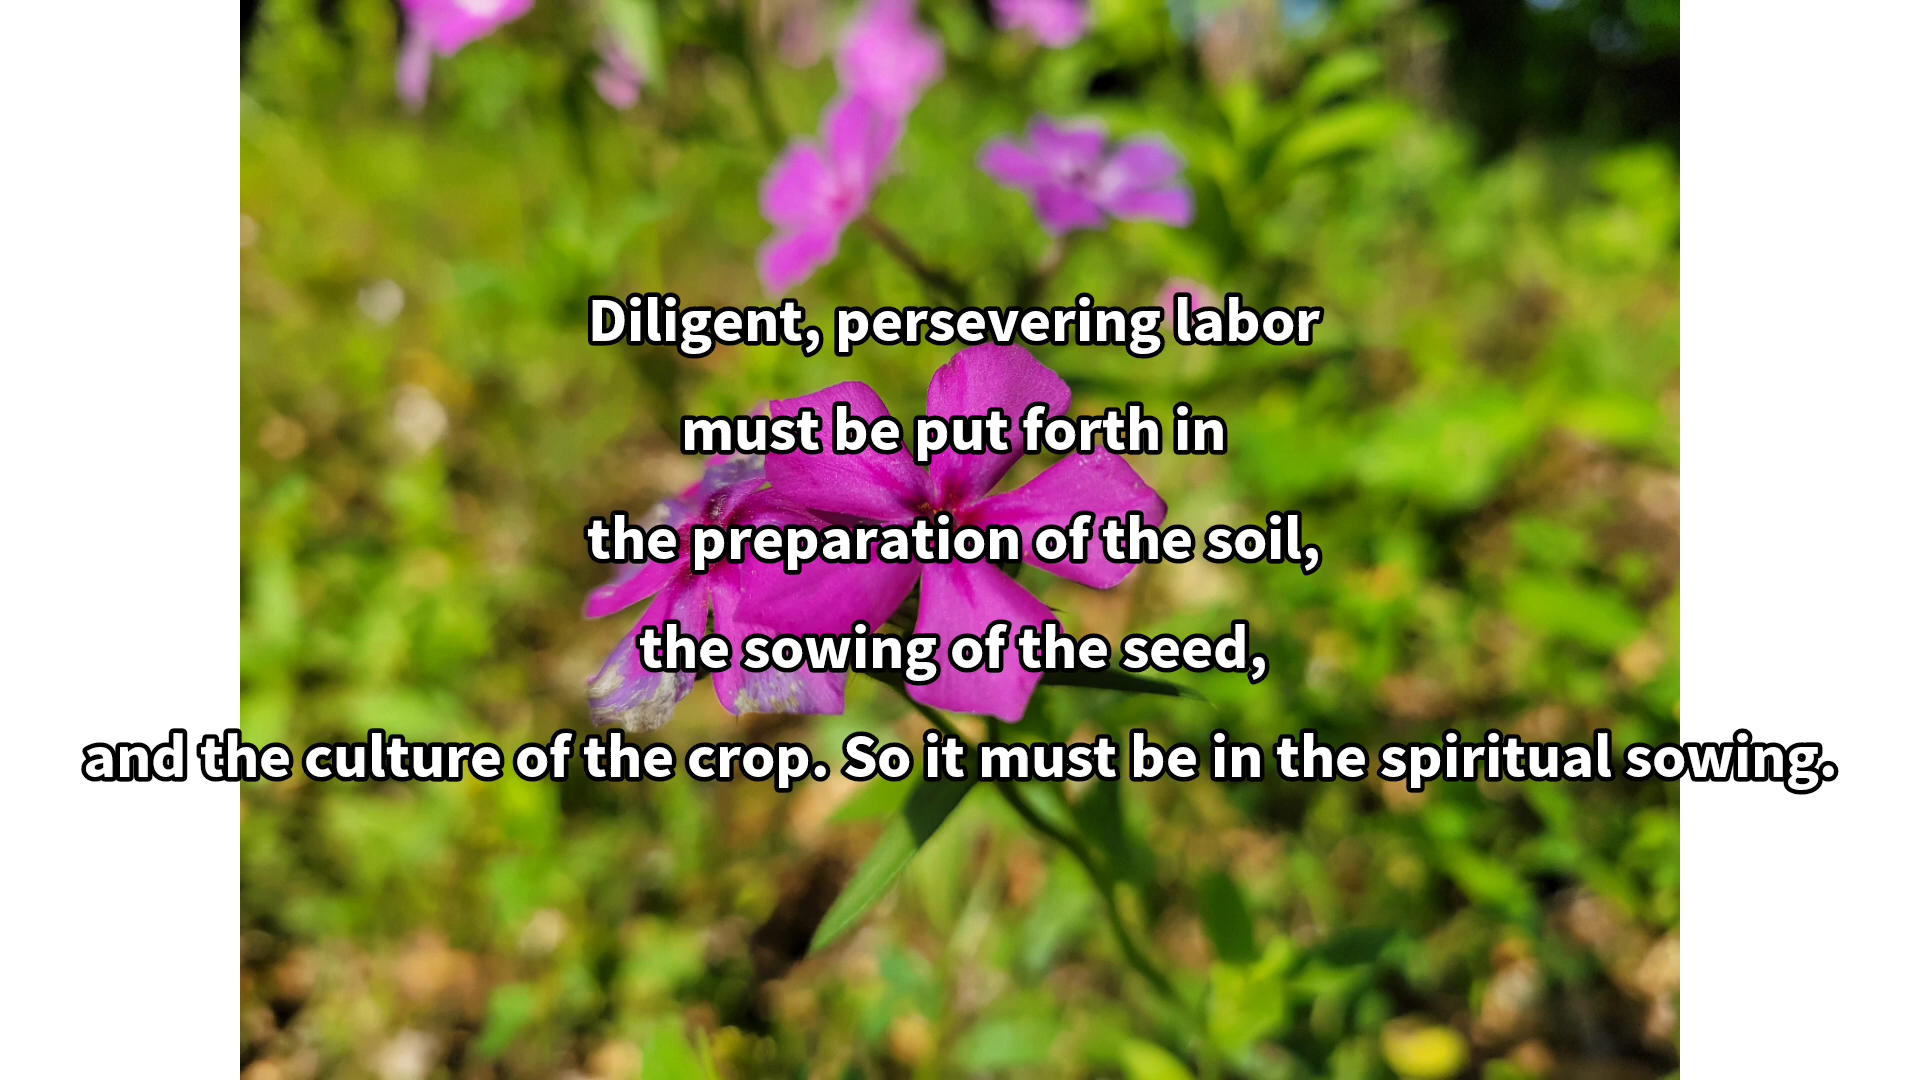 Diligent, persevering labor
must be put forth in
the preparation of the soil,
the sowing of the seed,
and the culture of the crop. So it must be in the spiritual sowing.